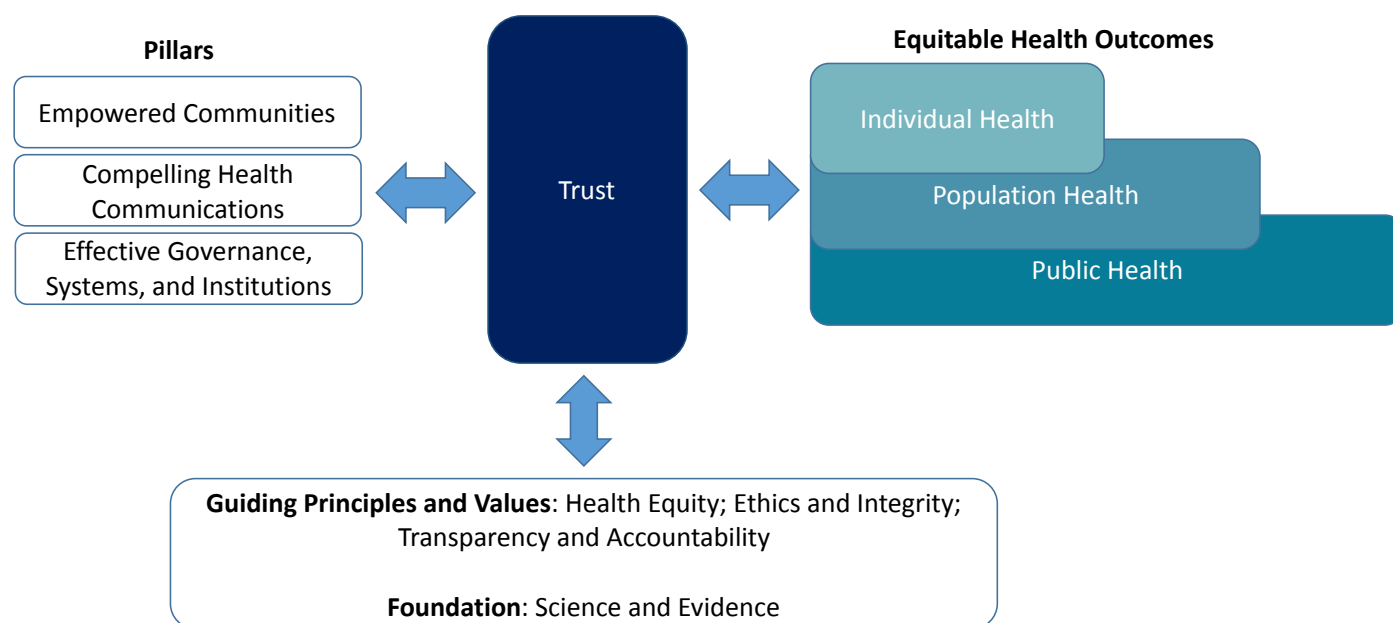 Pillars
Empowered Communities
Compelling Health
Communications
Effective Governance,
Systems, and Institutions
Trust
Equitable Health Outcomes
Individual Health
Population Health
Public Health
Guiding Principles and Values: Health Equity; Ethics and Integrity;
Transparency and Accountability
Foundation: Science and Evidence